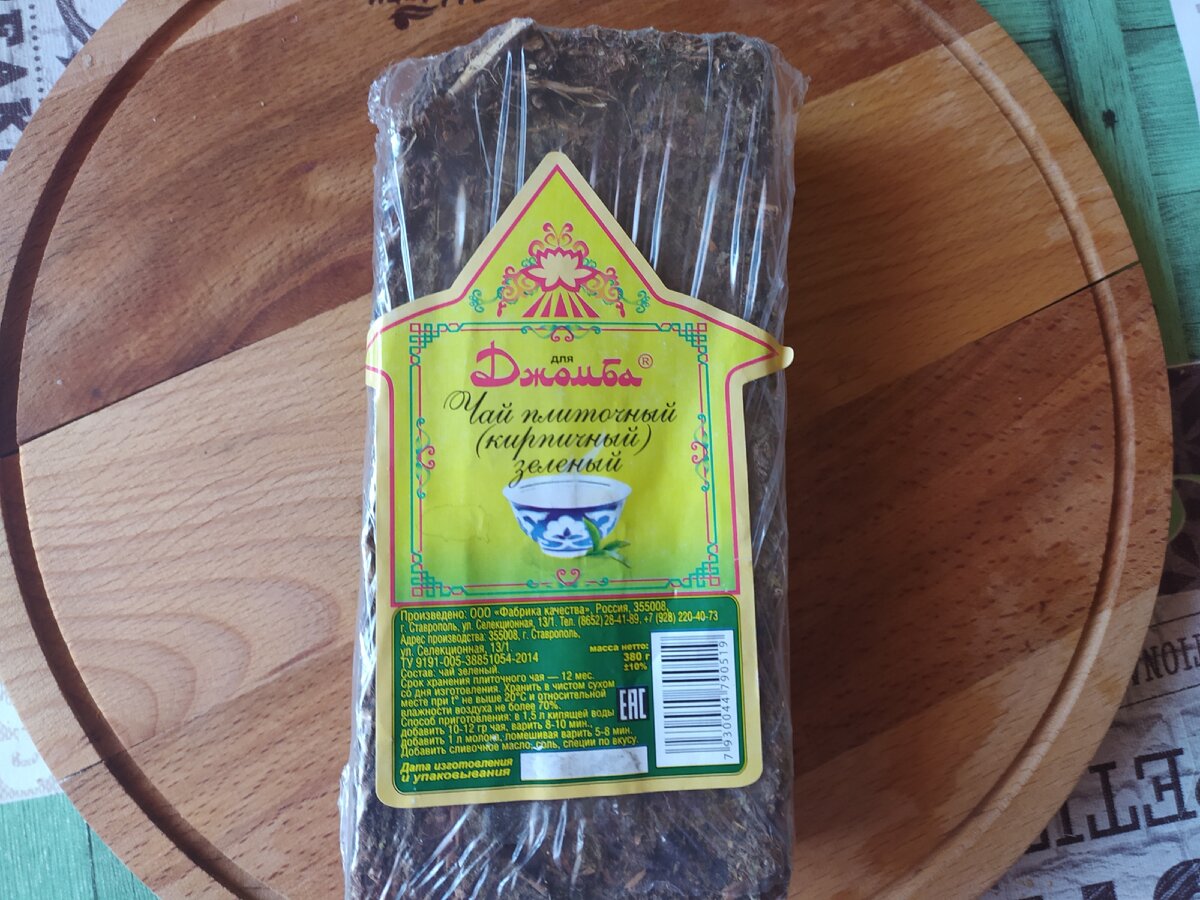 для
Джомба®
Чай плиточный
(кирпичный)
зеленый
Произведено: ООО «Фабрика качества», Россия, 355008,
г. Ставрополь, ул. Селекционная, 13/1. Тел. (8652) 28-41-89, +7 (928) 220-40-73
Адрес производства: 355008, г. Ставрополь,
ул. Селекционная, 13/1.
ТУ 9191-005-38851054-2014
Состав: чай зеленый.
Срок хранения плиточного чая — 12 мес.
со дня изготовления. Хранить в чистом сухом
месте при t° не выше 20°С и относительной
влажности воздуха не более 70%.
Способ приготовления: в 1,5 л кипящей воды
добавить 10-12 гр чая, варить 8-10 мин.,
добавить 1 л молока, помешивая варить 5-8 мин.
Добавить сливочное масло, соль, специи по вкусу.
Дата изготовления
и упаковывания
масса нетто:
380 г
±10%
EAC
7930044790519